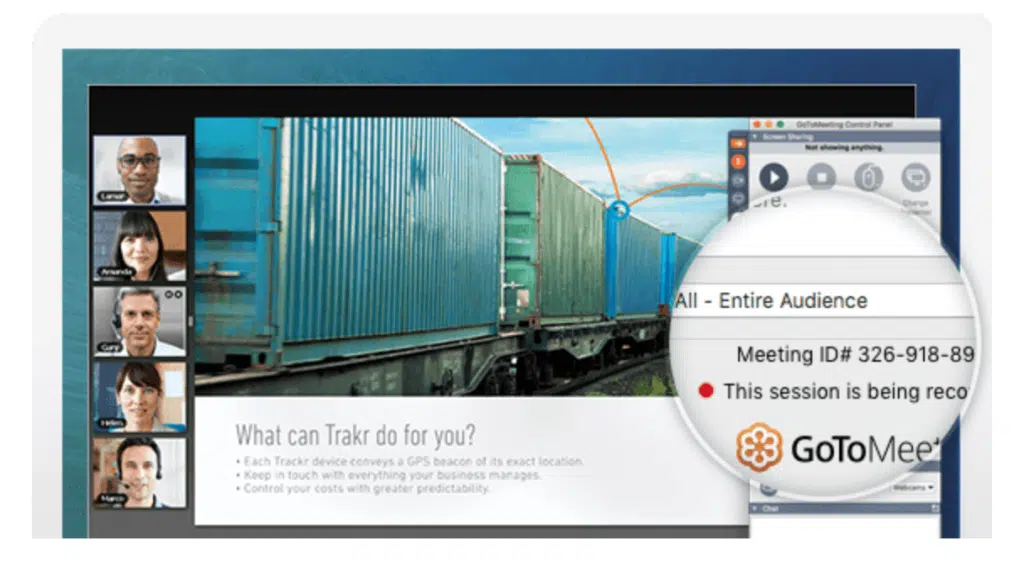 GoToMeeting Control Panel
Screen Sharing
Not showing anything.
Change
ere.
All - Entire Audience
Meeting ID# 326-918-89
This session is being reco
GoToMeet
Webcams
Chat
Lamar
Amanda
Gary
Helen
Marco
What can Trakr do for you?
• Each Trackr device conveys a GPS beacon of its exact location.
• Keep in touch with everything your business manages.
• Control your costs with greater predictability.